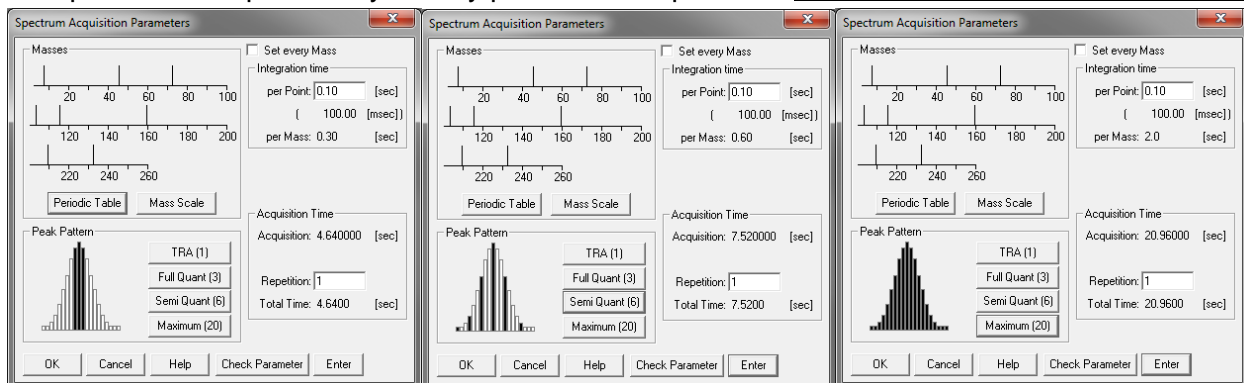 Spectrum Acquisition Parameters
Masses
20 40 60 80 100
120 140 160 180 200
220 240 260
Periodic Table Mass Scale
Set every Mass
Integration time
per Point: 0.10 [sec]
( 100.00 [msec])
per Mass: 0.30 [sec]
Peak Pattern
TRA (1)
Full Quant (3)
Semi Quant (6)
Maximum (20)
Acquisition Time
Acquisition: 4.640000 [sec]
Repetition: 1
Total Time: 4.6400 [sec]
OK Cancel Help Check Parameter Enter
Spectrum Acquisition Parameters
Masses
20 40 60 80 100
120 140 160 180 200
220 240 260
Periodic Table Mass Scale
Set every Mass
Integration time
per Point: 0.10 [sec]
( 100.00 [msec])
per Mass: 0.60 [sec]
Peak Pattern
TRA (1)
Full Quant (3)
Semi Quant (6)
Maximum (20)
Acquisition Time
Acquisition: 7.520000 [sec]
Repetition: 1
Total Time: 7.5200 [sec]
OK Cancel Help Check Parameter Enter
Spectrum Acquisition Parameters
Masses
20 40 60 80 100
120 140 160 180 200
220 240 260
Periodic Table Mass Scale
Set every Mass
Integration time
per Point: 0.10 [sec]
( 100.00 [msec])
per Mass: 2.0 [sec]
Peak Pattern
TRA (1)
Full Quant (3)
Semi Quant (6)
Maximum (20)
Acquisition Time
Acquisition: 20.96000 [sec]
Repetition: 1
Total Time: 20.9600 [sec]
OK Cancel Help Check Parameter Enter